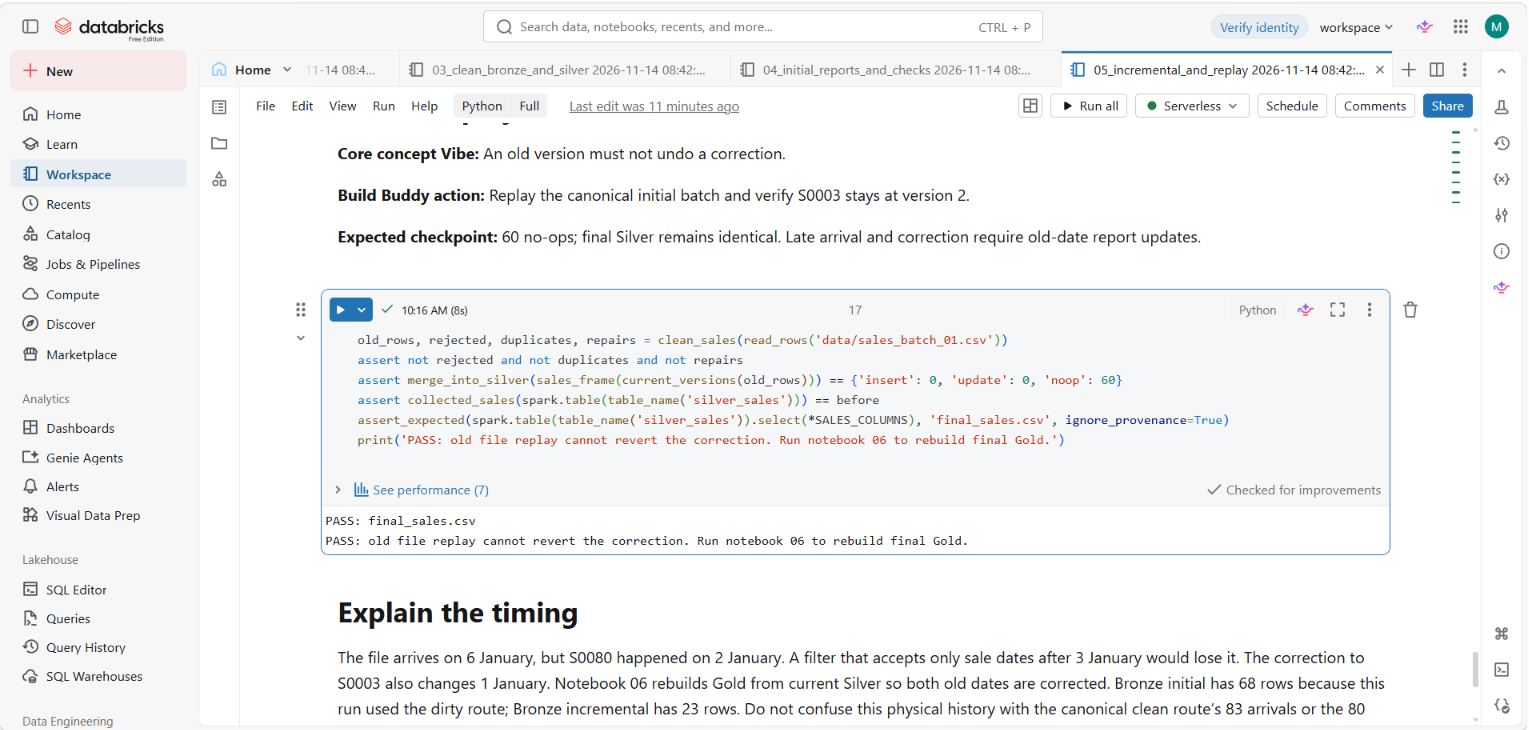 databricks
Free Edition
Search data, notebooks, recents, and more...
CTRL + P
Verify identity
workspace
M
New
Home
Learn
Workspace
Recents
Catalog
Jobs & Pipelines
Compute
Discover
Marketplace
Analytics
Dashboards
Genie Agents
Alerts
Visual Data Prep
Lakehouse
SQL Editor
Queries
Query History
SQL Warehouses
Data Engineering
Home
11-14 08:4...
03_clean_bronze_and_silver 2026-11-14 08:42:...
04_initial_reports_and_checks 2026-11-14 08:...
05_incremental_and_replay 2026-11-14 08:42:...
File Edit View Run Help Python Full Last edit was 11 minutes ago
Run all
Serverless
Schedule
Comments
Share
Core concept Vibe: An old version must not undo a correction.
Build Buddy action: Replay the canonical initial batch and verify S0003 stays at version 2.
Expected checkpoint: 60 no-ops; final Silver remains identical. Late arrival and correction require old-date report updates.
10:16 AM (8s)
17
Python
old_rows, rejected, duplicates, repairs = clean_sales(read_rows('data/sales_batch_01.csv'))
assert not rejected and not duplicates and not repairs
assert merge_into_silver(sales_frame(current_versions(old_rows))) == {'insert': 0, 'update': 0, 'noop': 60}
assert collected_sales(spark.table(table_name('silver_sales'))) == before
assert_expected(spark.table(table_name('silver_sales')).select(*SALES_COLUMNS), 'final_sales.csv', ignore_provenance=True)
print('PASS: old file replay cannot revert the correction. Run notebook 06 to rebuild final Gold.')
See performance (7)
Checked for improvements
PASS: final_sales.csv
PASS: old file replay cannot revert the correction. Run notebook 06 to rebuild final Gold.
Explain the timing
The file arrives on 6 January, but S0080 happened on 2 January. A filter that accepts only sale dates after 3 January would lose it. The correction to
S0003 also changes 1 January. Notebook 06 rebuilds Gold from current Silver so both old dates are corrected. Bronze initial has 68 rows because this
run used the dirty route; Bronze incremental has 23 rows. Do not confuse this physical history with the canonical clean route's 83 arrivals or the 80